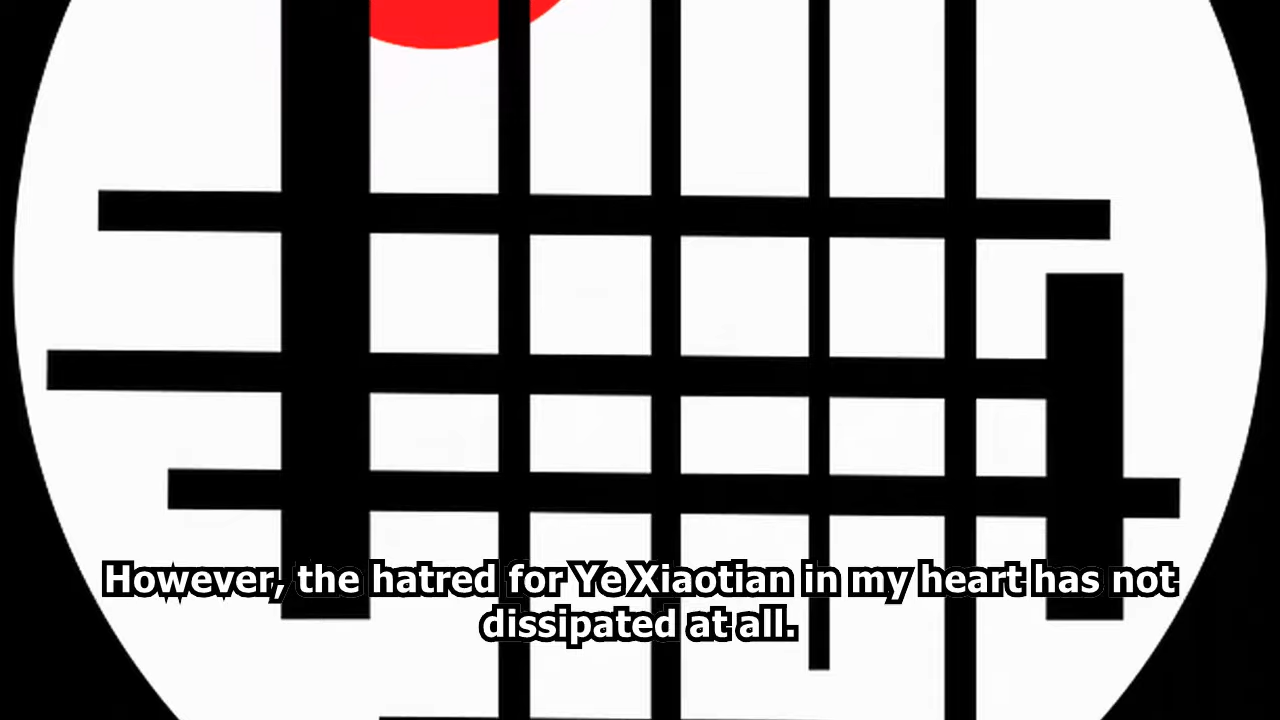 However, the hatred for Ye Xiaotian in my heart has not
dissipated at all.